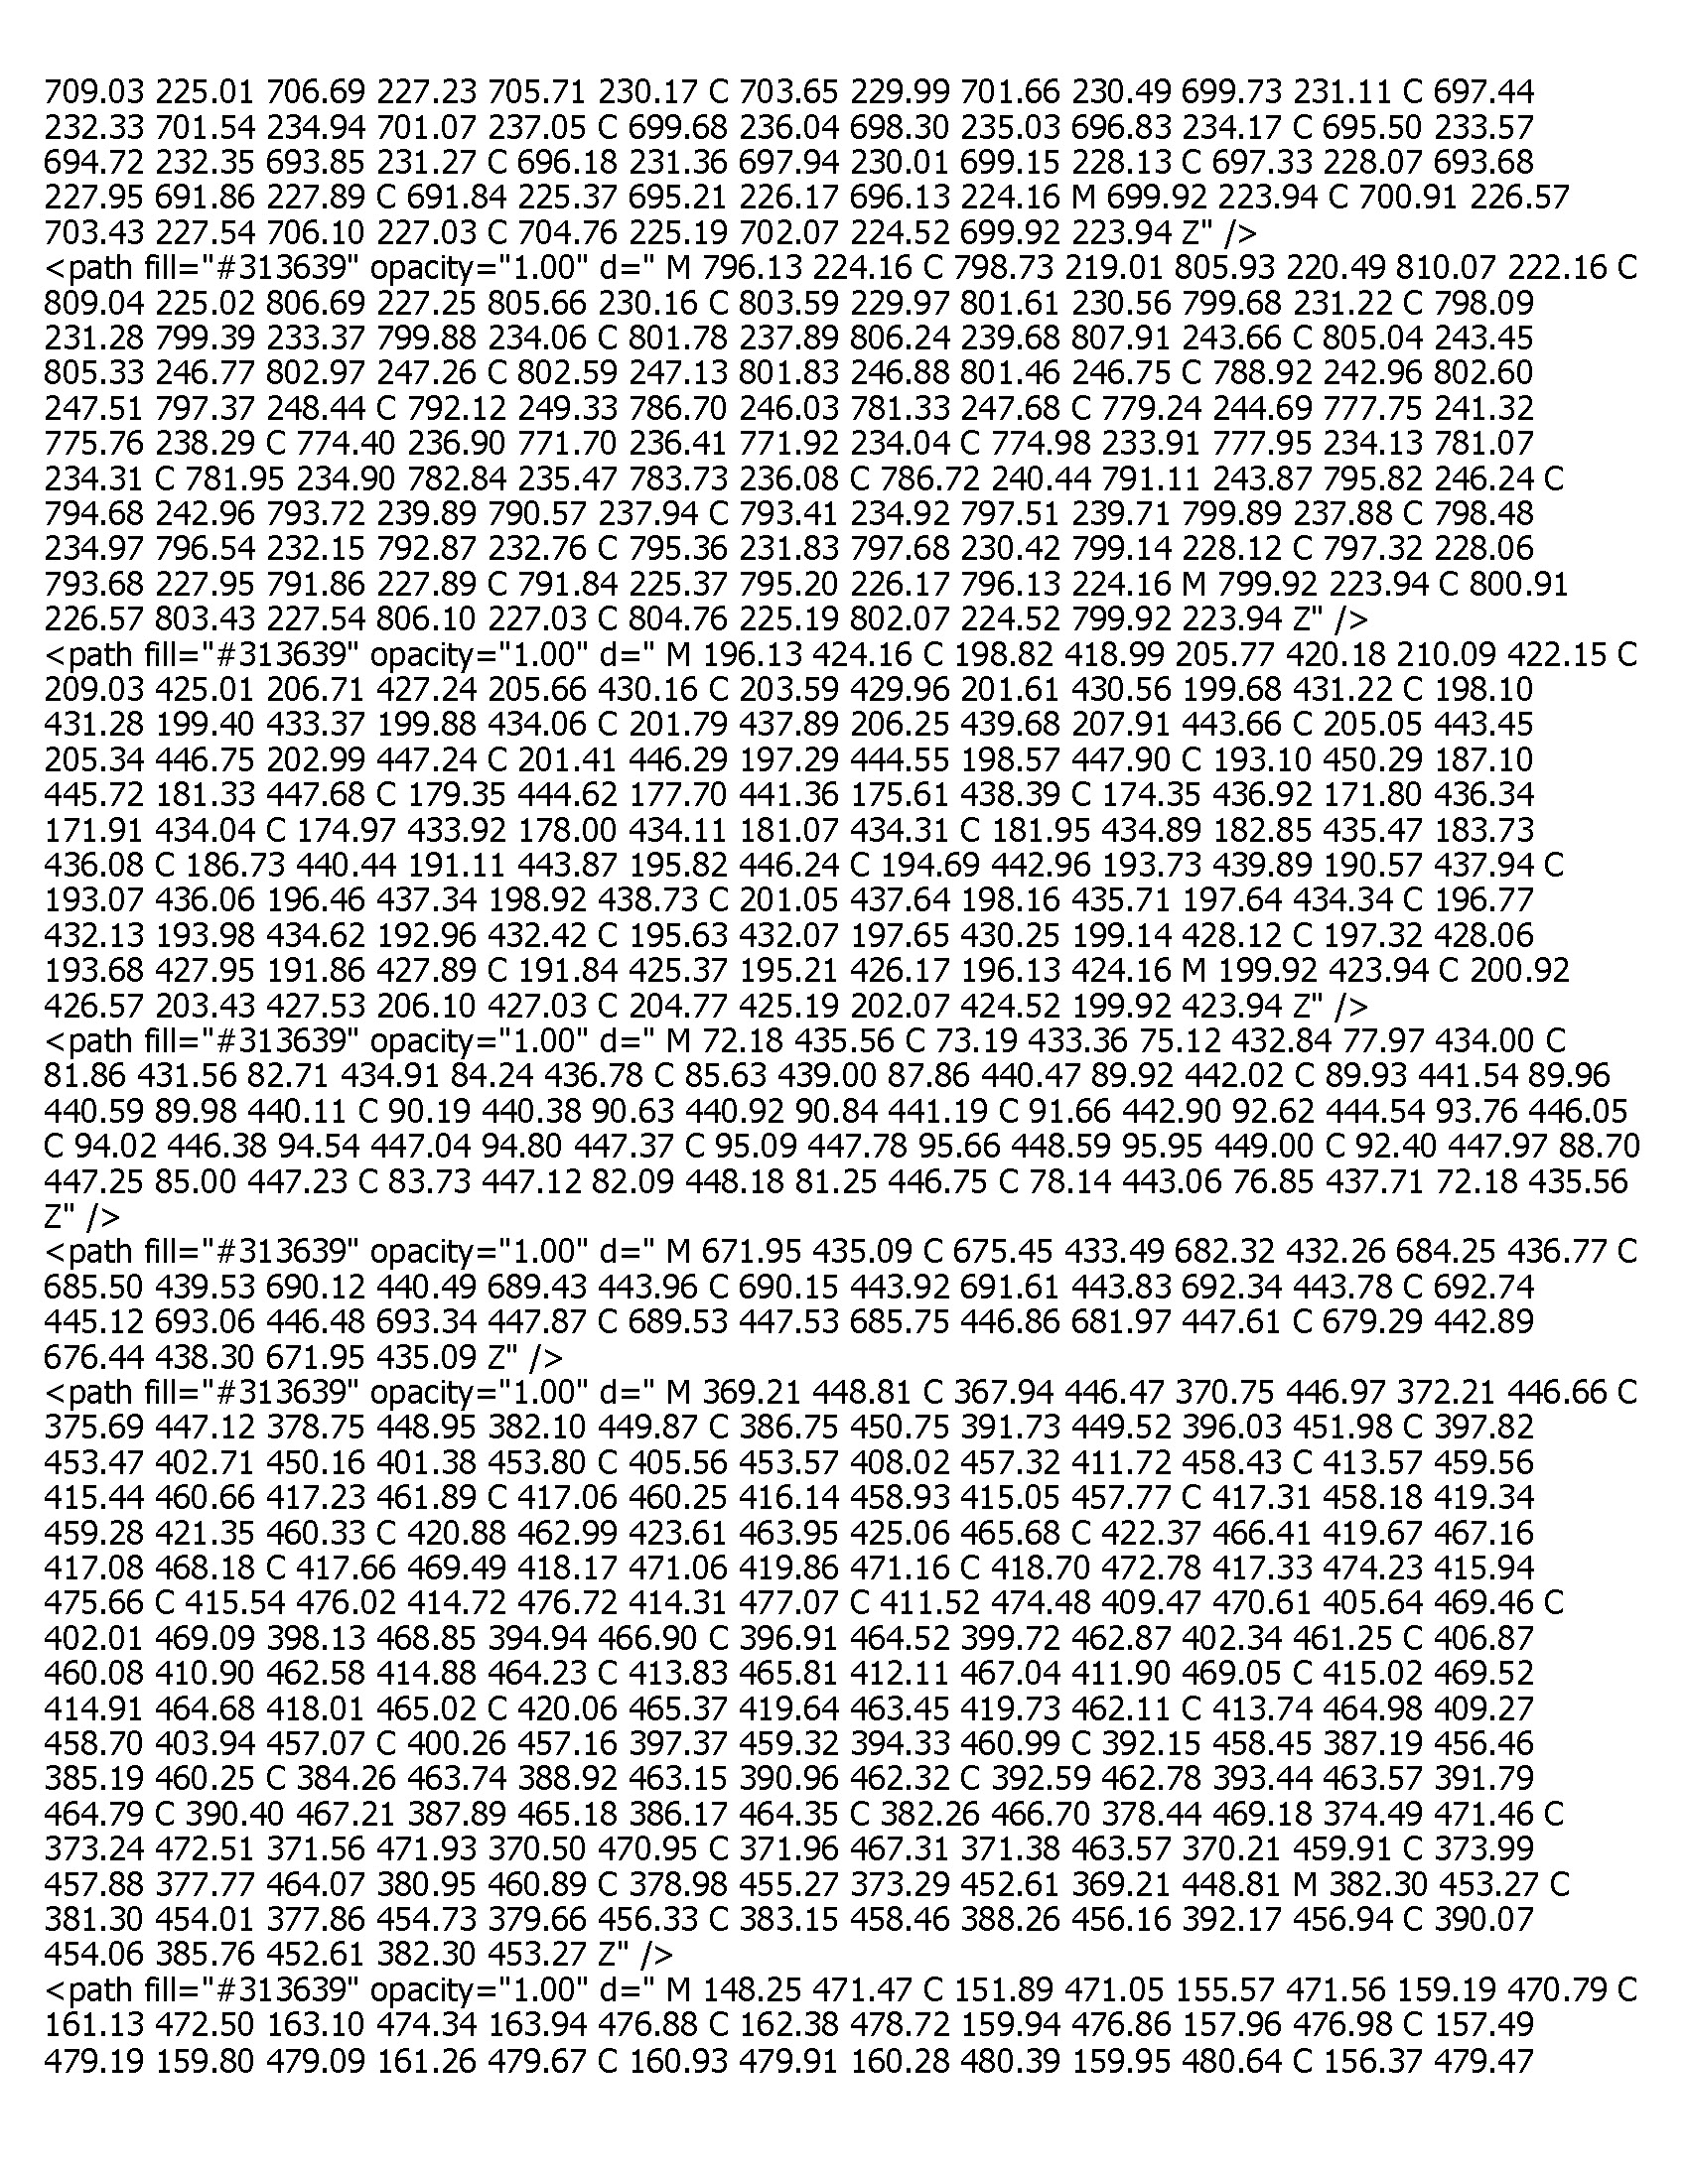 709.03 225.01 706.69 227.23 705.71 230.17 C 703.65 229.99 701.66 230.49 699.73 231.11 C 697.44
232.33 701.54 234.94 701.07 237.05 C 699.68 236.04 698.30 235.03 696.83 234.17 C 695.50 233.57
694.72 232.35 693.85 231.27 C 696.18 231.36 697.94 230.01 699.15 228.13 C 697.33 228.07 693.68
227.95 691.86 227.89 C 691.84 225.37 695.21 226.17 696.13 224.16 M 699.92 223.94 C 700.91 226.57
703.43 227.54 706.10 227.03 C 704.76 225.19 702.07 224.52 699.92 223.94 Z" />
<path fill="#313639" opacity="1.00" d=" M 796.13 224.16 C 798.73 219.01 805.93 220.49 810.07 222.16 C
809.04 225.02 806.69 227.25 805.66 230.16 C 803.59 229.97 801.61 230.56 799.68 231.22 C 798.09
231.28 799.39 233.37 799.88 234.06 C 801.78 237.89 806.24 239.68 807.91 243.66 C 805.04 243.45
805.33 246.77 802.97 247.26 C 802.59 247.13 801.83 246.88 801.46 246.75 C 788.92 242.96 802.60
247.51 797.37 248.44 C 792.12 249.33 786.70 246.03 781.33 247.68 C 779.24 244.69 777.75 241.32
775.76 238.29 C 774.40 236.90 771.70 236.41 771.92 234.04 C 774.98 233.91 777.95 234.13 781.07
234.31 C 781.95 234.90 782.84 235.47 783.73 236.08 C 786.72 240.44 791.11 243.87 795.82 246.24 C
794.68 242.96 793.72 239.89 790.57 237.94 C 793.41 234.92 797.51 239.71 799.89 237.88 C 798.48
234.97 796.54 232.15 792.87 232.76 C 795.36 231.83 797.68 230.42 799.14 228.12 C 797.32 228.06
793.68 227.95 791.86 227.89 C 791.84 225.37 795.20 226.17 796.13 224.16 M 799.92 223.94 C 800.91
226.57 803.43 227.54 806.10 227.03 C 804.76 225.19 802.07 224.52 799.92 223.94 Z" />
<path fill="#313639" opacity="1.00" d=" M 196.13 424.16 C 198.82 418.99 205.77 420.18 210.09 422.15 C
209.03 425.01 206.71 427.24 205.66 430.16 C 203.59 429.96 201.61 430.56 199.68 431.22 C 198.10
431.28 199.40 433.37 199.88 434.06 C 201.79 437.89 206.25 439.68 207.91 443.66 C 205.05 443.45
205.34 446.75 202.99 447.24 C 201.41 446.29 197.29 444.55 198.57 447.90 C 193.10 450.29 187.10
445.72 181.33 447.68 C 179.35 444.62 177.70 441.36 175.61 438.39 C 174.35 436.92 171.80 436.34
171.91 434.04 C 174.97 433.92 178.00 434.11 181.07 434.31 C 181.95 434.89 182.85 435.47 183.73
436.08 C 186.73 440.44 191.11 443.87 195.82 446.24 C 194.69 442.96 193.73 439.89 190.57 437.94 C
193.07 436.06 196.46 437.34 198.92 438.73 C 201.05 437.64 198.16 435.71 197.64 434.34 C 196.77
432.13 193.98 434.62 192.96 432.42 C 195.63 432.07 197.65 430.25 199.14 428.12 C 197.32 428.06
193.68 427.95 191.86 427.89 C 191.84 425.37 195.21 426.17 196.13 424.16 M 199.92 423.94 C 200.92
426.57 203.43 427.53 206.10 427.03 C 204.77 425.19 202.07 424.52 199.92 423.94 Z" />
<path fill="#313639" opacity="1.00" d=" M 72.18 435.56 C 73.19 433.36 75.12 432.84 77.97 434.00 C
81.86 431.56 82.71 434.91 84.24 436.78 C 85.63 439.00 87.86 440.47 89.92 442.02 C 89.93 441.54 89.96
440.59 89.98 440.11 C 90.19 440.38 90.63 440.92 90.84 441.19 C 91.66 442.90 92.62 444.54 93.76 446.05
C 94.02 446.38 94.54 447.04 94.80 447.37 C 95.09 447.78 95.66 448.59 95.95 449.00 C 92.40 447.97 88.70
447.25 85.00 447.23 C 83.73 447.12 82.09 448.18 81.25 446.75 C 78.14 443.06 76.85 437.71 72.18 435.56
Z" />
<path fill="#313639" opacity="1.00" d=" M 671.95 435.09 C 675.45 433.49 682.32 432.26 684.25 436.77 C
685.50 439.53 690.12 440.49 689.43 443.96 C 690.15 443.92 691.61 443.83 692.34 443.78 C 692.74
445.12 693.06 446.48 693.34 447.87 C 689.53 447.53 685.75 446.86 681.97 447.61 C 679.29 442.89
676.44 438.30 671.95 435.09 Z" />
<path fill="#313639" opacity="1.00" d=" M 369.21 448.81 C 367.94 446.47 370.75 446.97 372.21 446.66 C
375.69 447.12 378.75 448.95 382.10 449.87 C 386.75 450.75 391.73 449.52 396.03 451.98 C 397.82
453.47 402.71 450.16 401.38 453.80 C 405.56 453.57 408.02 457.32 411.72 458.43 C 413.57 459.56
415.44 460.66 417.23 461.89 C 417.06 460.25 416.14 458.93 415.05 457.77 C 417.31 458.18 419.34
459.28 421.35 460.33 C 420.88 462.99 423.61 463.95 425.06 465.68 C 422.37 466.41 419.67 467.16
417.08 468.18 C 417.66 469.49 418.17 471.06 419.86 471.16 C 418.70 472.78 417.33 474.23 415.94
475.66 C 415.54 476.02 414.72 476.72 414.31 477.07 C 411.52 474.48 409.47 470.61 405.64 469.46 C
402.01 469.09 398.13 468.85 394.94 466.90 C 396.91 464.52 399.72 462.87 402.34 461.25 C 406.87
460.08 410.90 462.58 414.88 464.23 C 413.83 465.81 412.11 467.04 411.90 469.05 C 415.02 469.52
414.91 464.68 418.01 465.02 C 420.06 465.37 419.64 463.45 419.73 462.11 C 413.74 464.98 409.27
458.70 403.94 457.07 C 400.26 457.16 397.37 459.32 394.33 460.99 C 392.15 458.45 387.19 456.46
385.19 460.25 C 384.26 463.74 388.92 463.15 390.96 462.32 C 392.59 462.78 393.44 463.57 391.79
464.79 C 390.40 467.21 387.89 465.18 386.17 464.35 C 382.26 466.70 378.44 469.18 374.49 471.46 C
373.24 472.51 371.56 471.93 370.50 470.95 C 371.96 467.31 371.38 463.57 370.21 459.91 C 373.99
457.88 377.77 464.07 380.95 460.89 C 378.98 455.27 373.29 452.61 369.21 448.81 M 382.30 453.27 C
381.30 454.01 377.86 454.73 379.66 456.33 C 383.15 458.46 388.26 456.16 392.17 456.94 C 390.07
454.06 385.76 452.61 382.30 453.27 Z" />
<path fill="#313639" opacity="1.00" d=" M 148.25 471.47 C 151.89 471.05 155.57 471.56 159.19 470.79 C
161.13 472.50 163.10 474.34 163.94 476.88 C 162.38 478.72 159.94 476.86 157.96 476.98 C 157.49
479.19 159.80 479.09 161.26 479.67 C 160.93 479.91 160.28 480.39 159.95 480.64 C 156.37 479.47